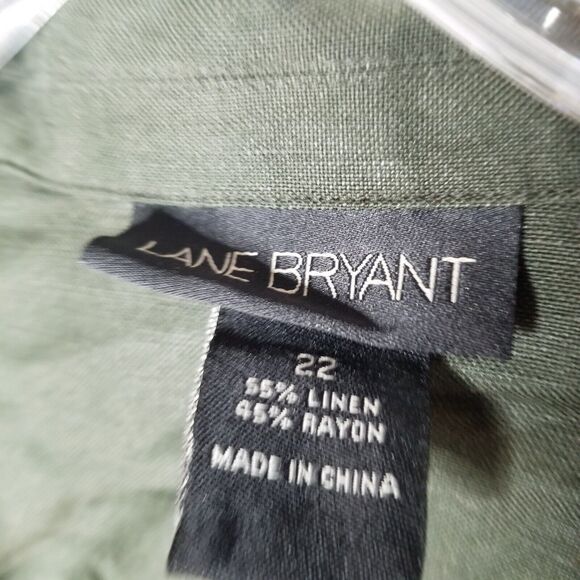 LANE BRYANT
22
55% LINEN
45% RAYON
MADE IN CHINA